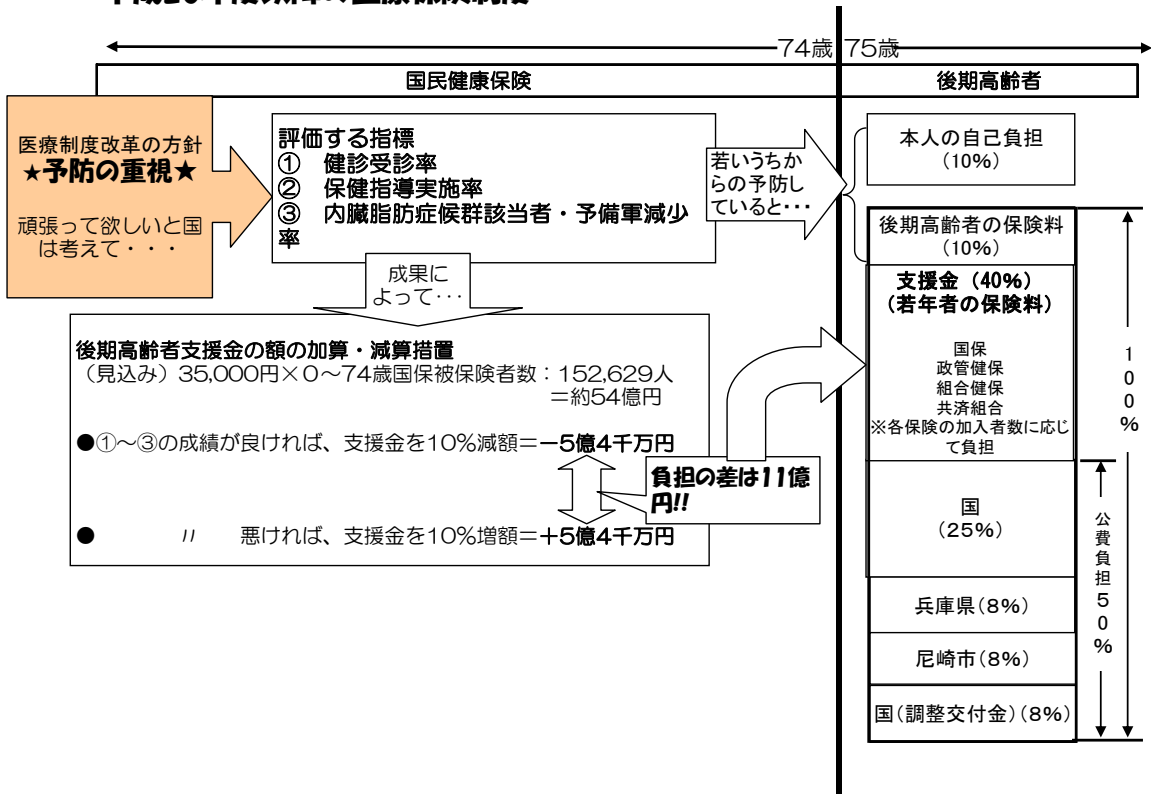 74歳 75歳
国民健康保険
後期高齢者
医療制度改革の方針
★予防の重視★
頑張って欲しいと国
は考えて・・・
評価する指標
① 健診受診率
② 保健指導実施率
③ 内臓脂肪症候群該当者・予備軍減少
率
若いうちか
らの予防し
ていると・・・
成果に
よって・・・
後期高齢者支援金の額の加算・減算措置
（見込み）35,000円×0～74歳国保被保険者数：152,629人
＝約54億円
●①～③の成績が良ければ、支援金を10％減額＝－5億4千万円
負担の差は11億
円!!
● 〃 悪ければ、支援金を10％増額＝＋5億4千万円
本人の自己負担
（10%）
後期高齢者の保険料
（10%）
支援金（40%）
（若年者の保険料）
国保
政管健保
組合健保
共済組合
※各保険の加入者数に応じ
て負担
国
（25%）
兵庫県（8%）
尼崎市（8%）
国（調整交付金）（8%）
公費負担50%
100%